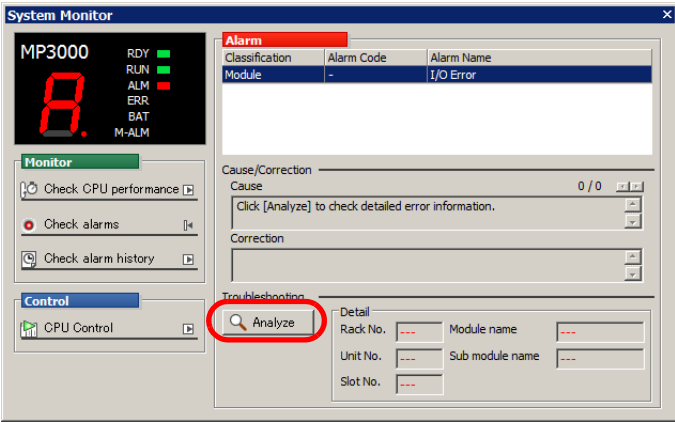 System Monitor
MP3000
RDY
RUN
ALM
ERR
BAT
M-ALM
Monitor
Check CPU performance
Check alarms
Check alarm history
Control
CPU Control
Alarm
Classification Alarm Code Alarm Name
Module - I/O Error
Cause/Correction
Cause 0 / 0
Click [Analyze] to check detailed error information.
Correction
Troubleshooting
Analyze
Detail
Rack No. --- Module name ---
Unit No. --- Sub module name ---
Slot No. ---